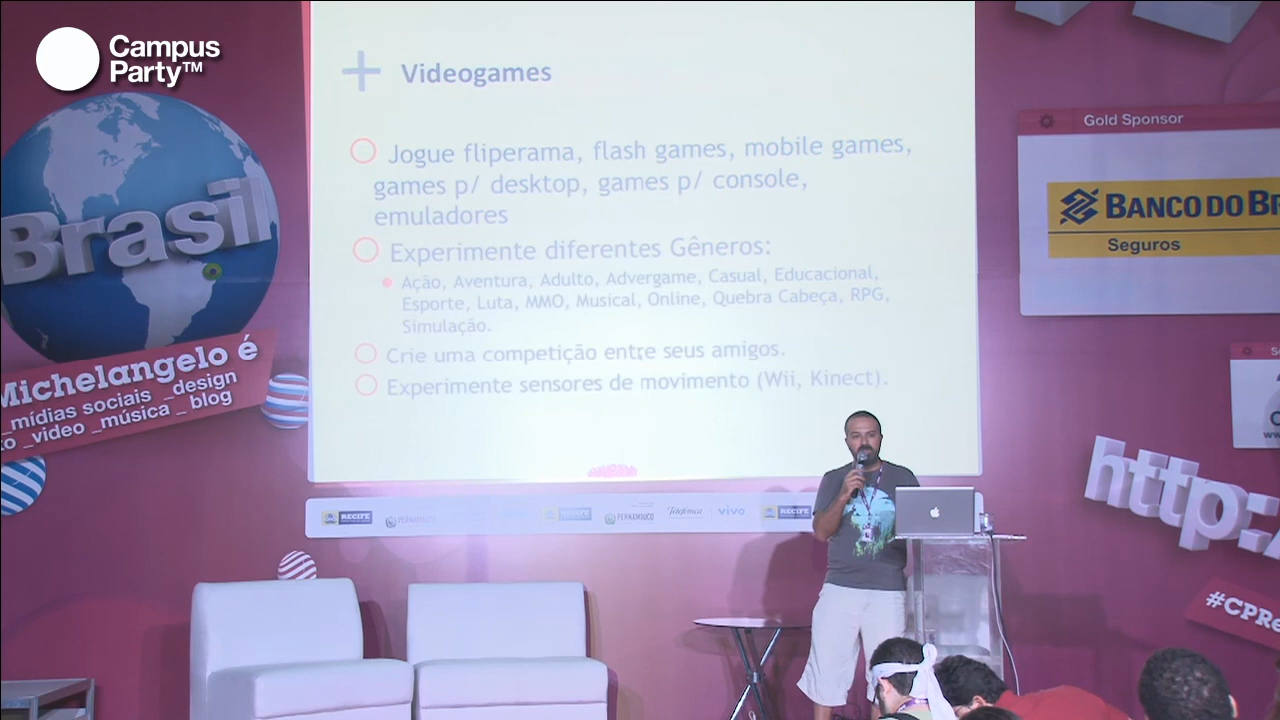 Campus
Party™
Brasil
Michelangelo é
_mídias sociais _design
_video _música _ blog
Videogames
Jogue fliperama, flash games, mobile games,
games p/ desktop, games p/ console,
emuladores
Experimente diferentes Gêneros:
Ação, Aventura, Adulto, Advergame, Casual, Educacional,
Esporte, Luta, MMO, Musical, Online, Quebra Cabeça, RPG,
Simulação.
Crie uma competição entre seus amigos.
Experimente sensores de movimento (Wii, Kinect).
RECIFE
PERNAMBUCO
PERNAMBUCO
Telefónica
vivo
RECIFE
Gold Sponsor
BANCO DO BR
Seguros
http:/
#CPRe